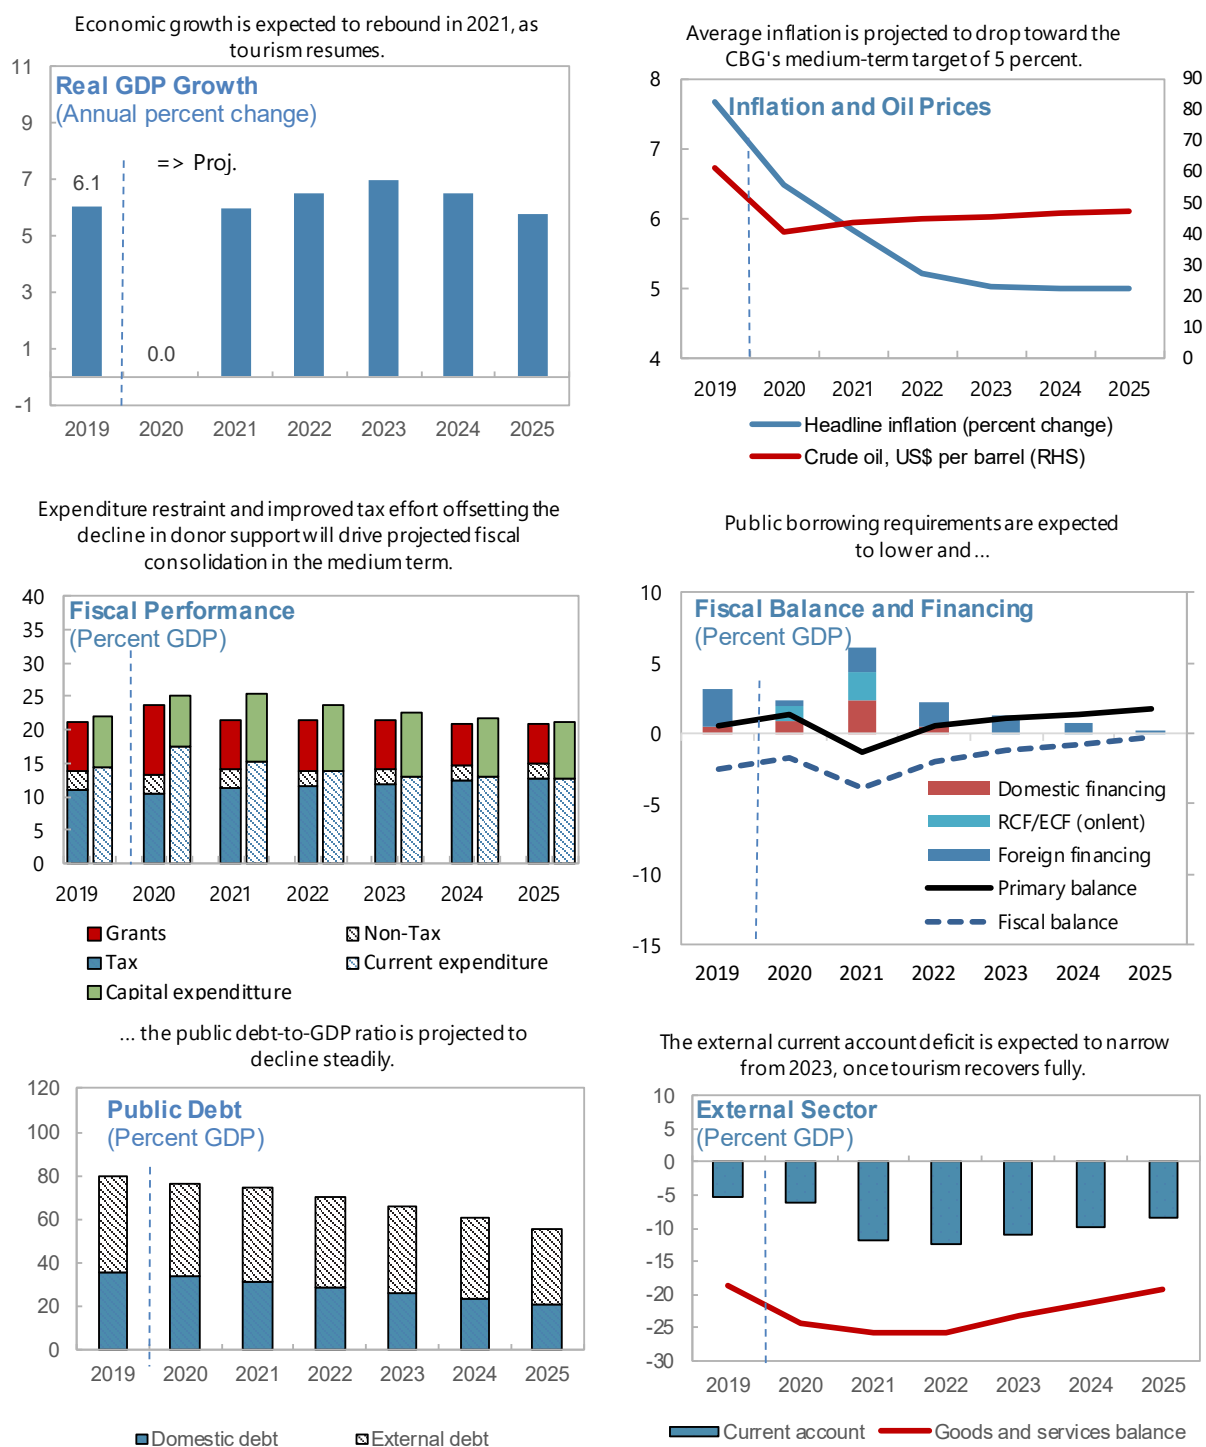 Economic growth is expected to rebound in 2021, as
tourism resumes.
Real GDP Growth
(Annual percent change)
=> Proj.
11
9
7
5
3
1
-1
6.1
0.0
2019 2020 2021 2022 2023 2024 2025
Average inflation is projected to drop toward the
CBG's medium-term target of 5 percent.
Inflation and Oil Prices
8
7
6
5
4
90
80
70
60
50
40
30
20
10
0
2019 2020 2021 2022 2023 2024 2025
Headline inflation (percent change)
Crude oil, US$ per barrel (RHS)
Expenditure restraint and improved tax effort offsetting the
decline in donor support will drive projected fiscal
consolidation in the medium term.
Fiscal Performance
(Percent GDP)
40
35
30
25
20
15
10
5
0
2019 2020 2021 2022 2023 2024 2025
Grants
Non-Tax
Tax
Current expenditure
Capital expenditture
Public borrowing requirements are expected
to lower and ...
Fiscal Balance and Financing
(Percent GDP)
10
5
0
-5
-10
-15
Domestic financing
RCF/ECF (onlent)
Foreign financing
Primary balance
Fiscal balance
2019 2020 2021 2022 2023 2024 2025
... the public debt-to-GDP ratio is projected to
decline steadily.
Public Debt
(Percent GDP)
120
100
80
60
40
20
0
2019 2020 2021 2022 2023 2024 2025
Domestic debt
External debt
The external current account deficit is expected to narrow
from 2023, once tourism recovers fully.
External Sector
(Percent GDP)
10
5
0
-5
-10
-15
-20
-25
-30
2019 2020 2021 2022 2023 2024 2025
Current account
Goods and services balance